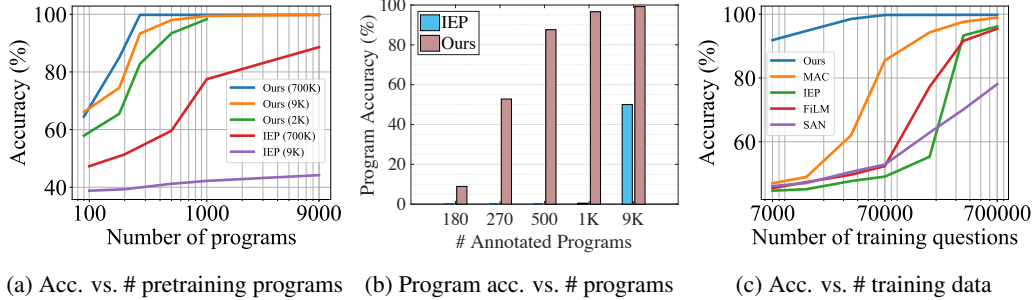 Accuracy (%)
100
80
60
40
Ours (700K)
Ours (9K)
Ours (2K)
IEP (700K)
IEP (9K)
100
1000
9000
Number of programs
(a) Acc. vs. # pretraining programs
Program Accuracy (%)
100
80
60
40
20
0
IEP
Ours
180
270
500
1K
9K
# Annotated Programs
(b) Program acc. vs. # programs
Accuracy (%)
100
80
60
Ours
MAC
IEP
FiLM
SAN
7000
70000
700000
Number of training questions
(c) Acc. vs. # training data